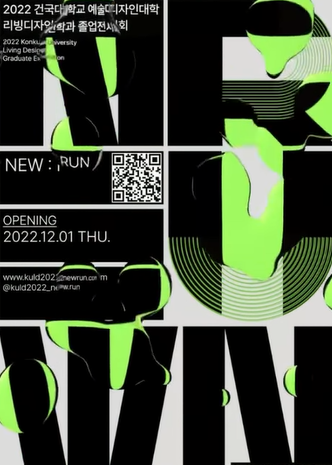 2022 건국대학교 예술디자인대학
리빙디자인학과 졸업전시회
2022 Konkuk University
Living Design
Graduate Exhibition
NEW : RUN
OPENING
2022.12.01 THU.
www.kuld2022newrun.com
@kuld2022_newrun